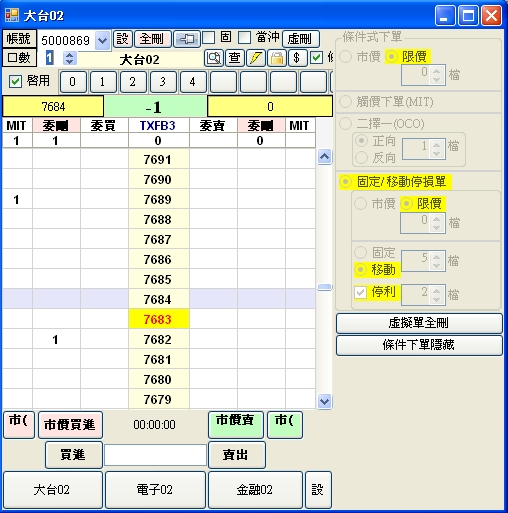 大台02
帳號 5000869 設 全刪 固 當沖 虛刪
口數 1 大台02 查 $
啓用 0 1 2 3 4
7684 -1 0
MIT 委刪 委買 TXFB3 委賣 委刪 MIT
1 1 0 0
7691
7690
1 7689
7688
7687
7686
7685
7684
7683
1 7682
7681
7680
7679
市( 市價買進 00:00:00 市價賣 市(
買進 賣出
大台02 電子02 金融02 設
條件式下單
市價 限價
0 檔
觸價下單(MIT)
二擇一(OCO)
正向 1 檔
反向
固定/移動停損單
市價 限價
0 檔
固定 5 檔
移動
停利 2 檔
虛擬單全刪
條件下單隱藏